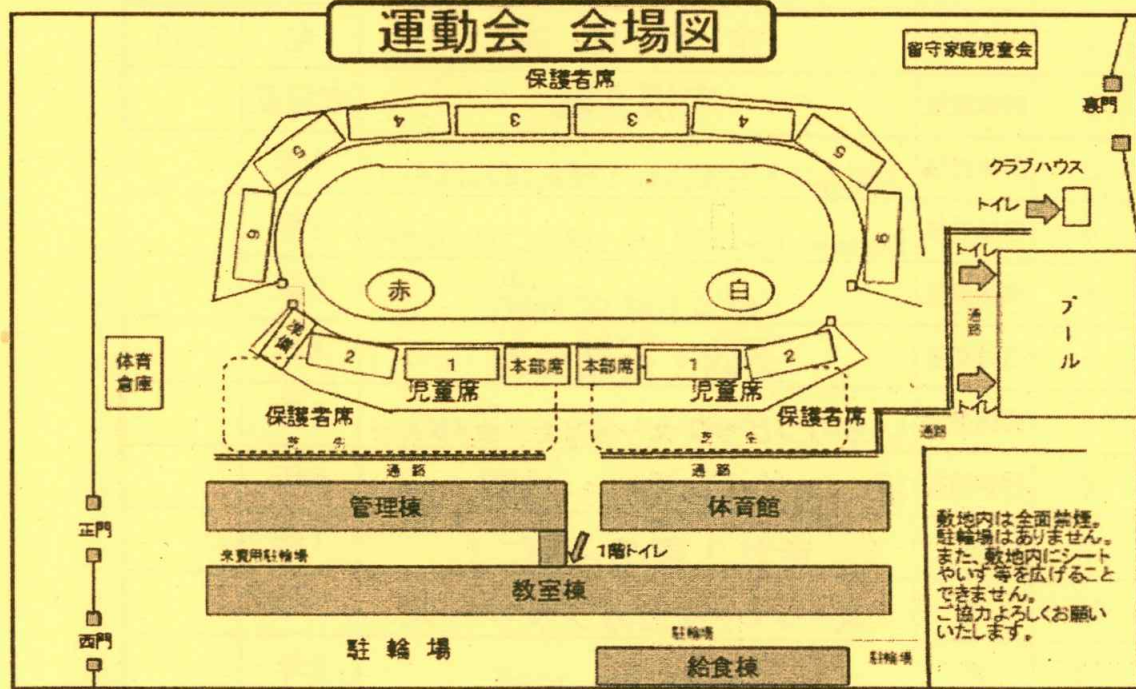 運動会 会場図
留守家庭児童会
保護者席
裏門
4
3
3
4
5
5
クラブハウス
トイレ
6
6
トイレ
赤
白
通路
プール
準備
2
1
本部席
本部席
1
2
体育
倉庫
児童席
児童席
トイレ
保護者席
保護者席
芝生
芝生
通路
通路
通路
管理棟
体育館
正門
来賓用駐輪場
1階トイレ
教室棟
敷地内は全面禁煙。
駐輪場はありません。
また、敷地内にシート
やいす等を広げること
できません。
ご協力よろしくお願い
いたします。
西門
駐輪場
駐輪場
駐輪場
給食棟